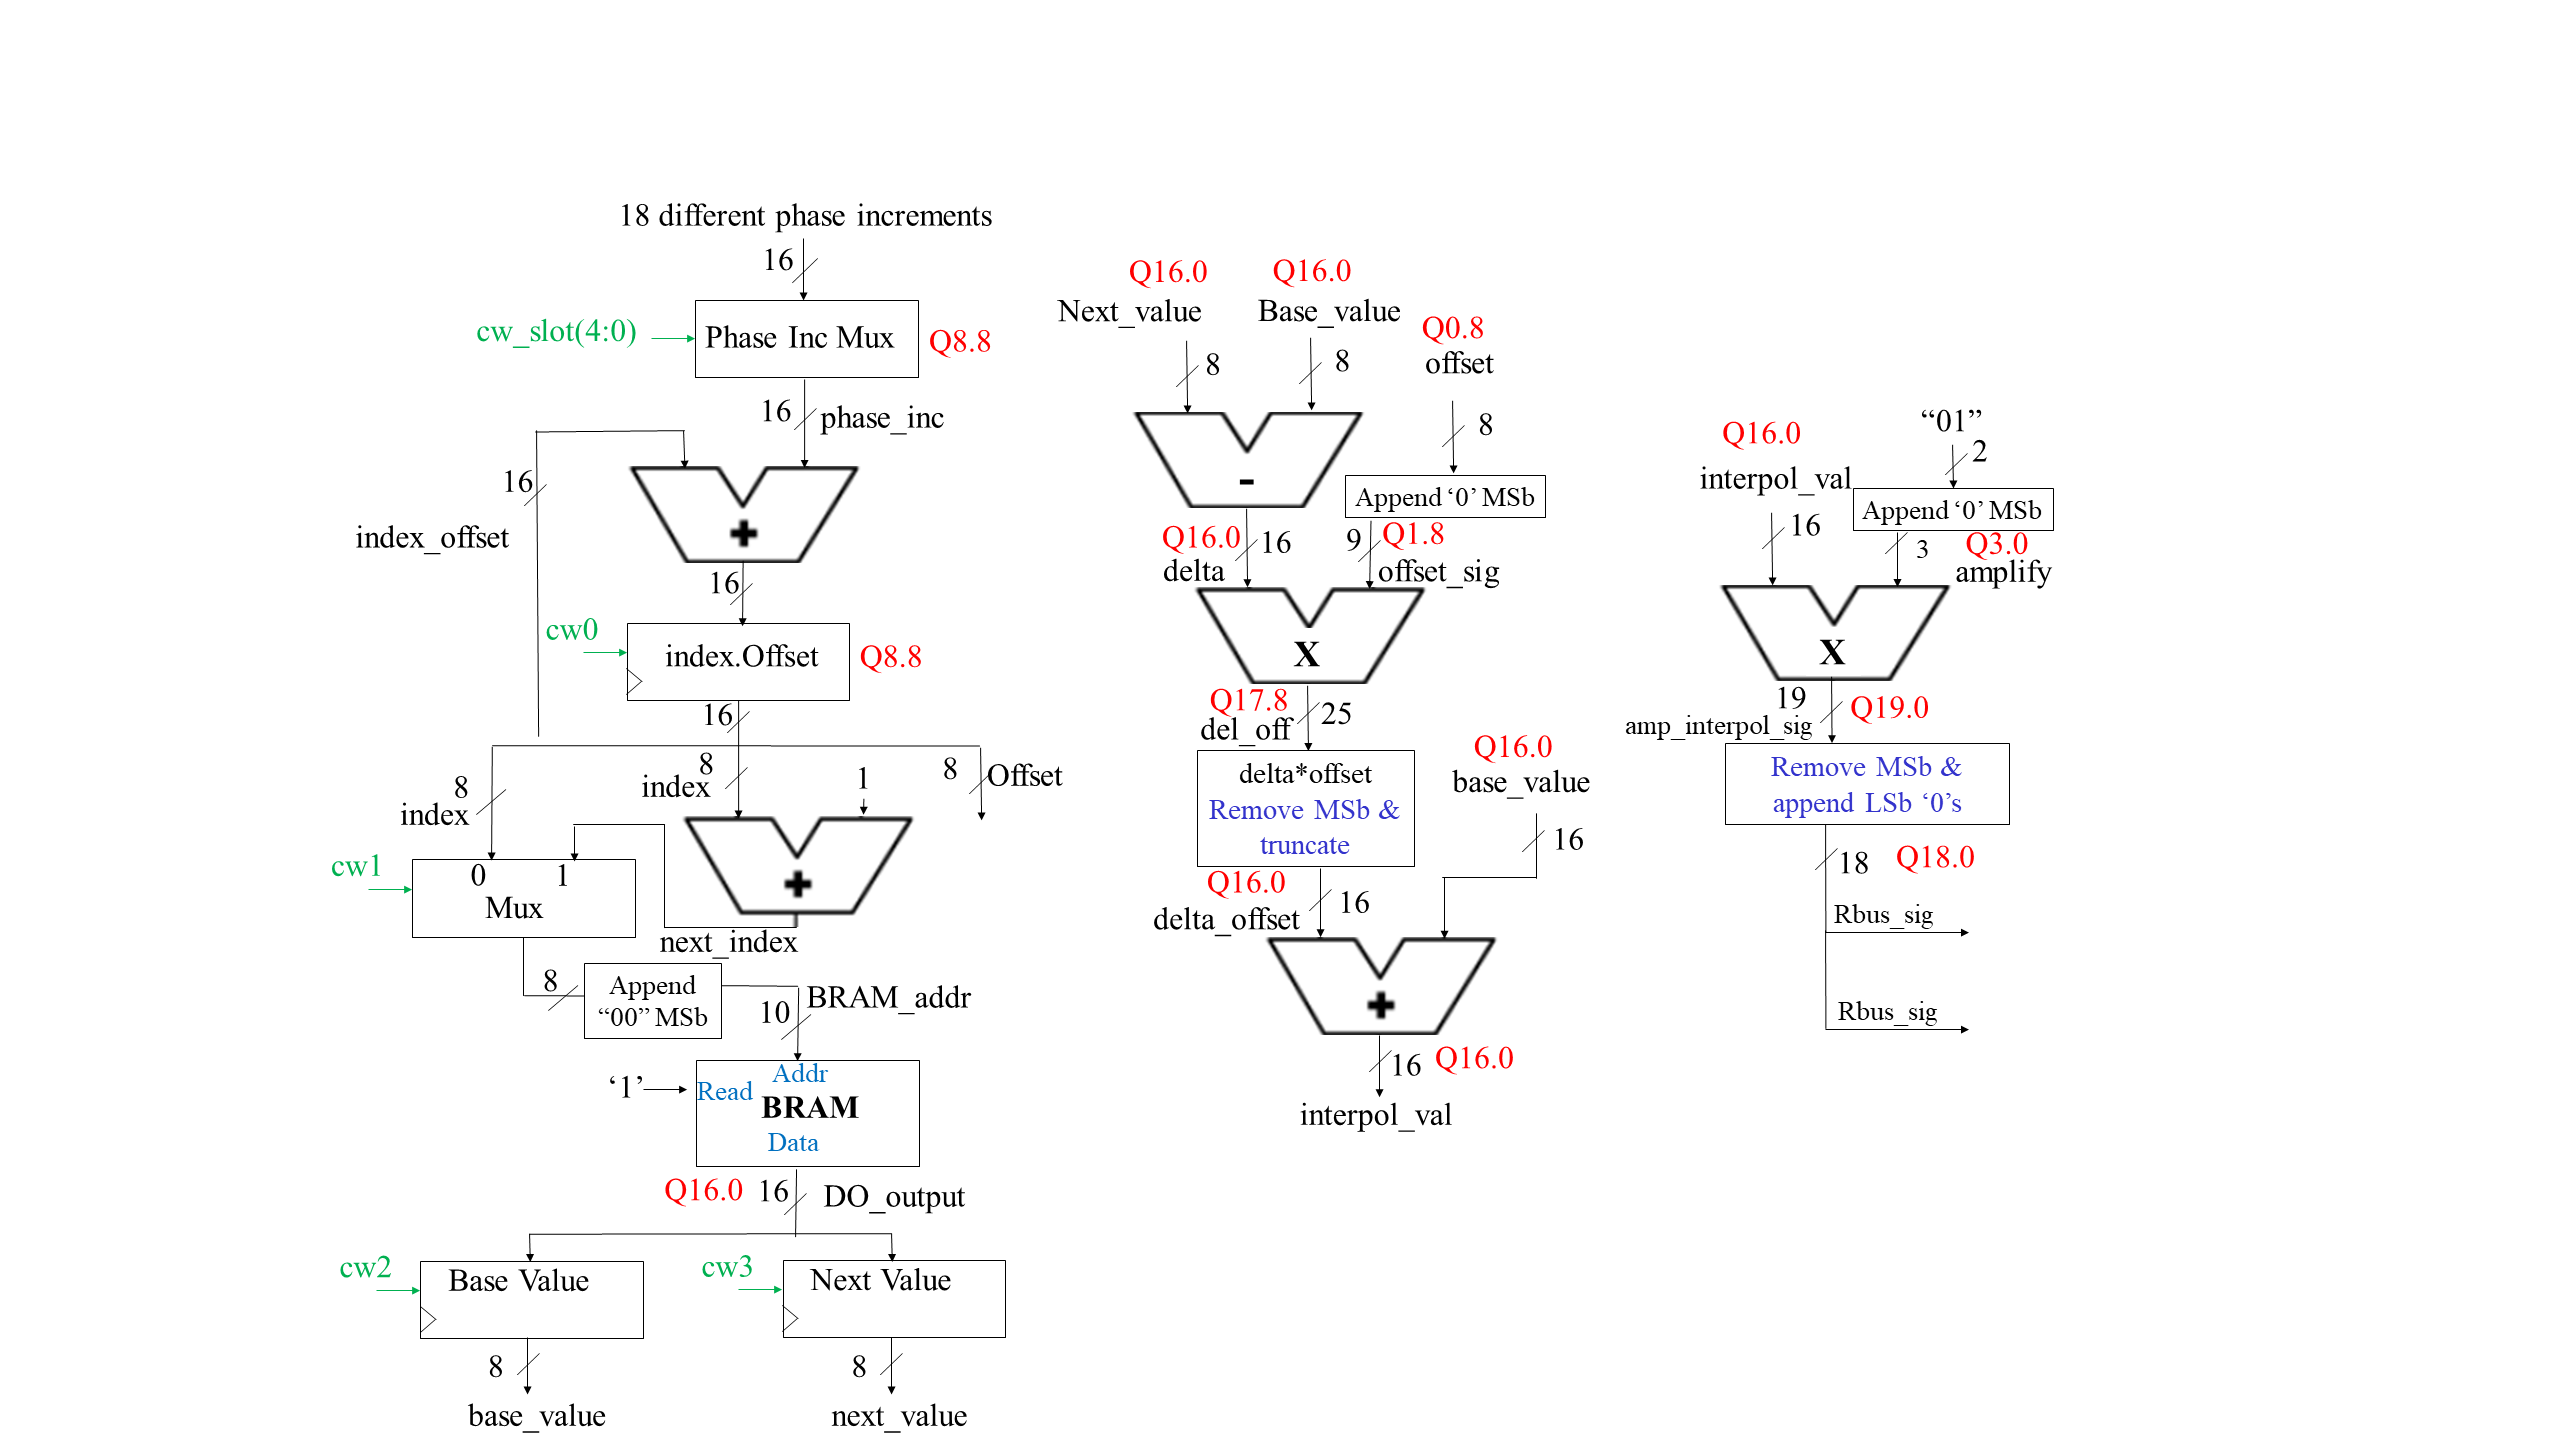 18 different phase increments
16
cw_slot(4:0)
Phase Inc Mux
Q8.8
16
phase_inc
16
index_offset
+
16
cw0
index.Offset
Q8.8
16
8
index
8
index
1
8
Offset
cw1
0
1
Mux
+
next_index
8
Append
“00” MSb
10
BRAM_addr
‘1’
Read
Addr
BRAM
Data
Q16.0
16
DO_output
cw2
Base Value
cw3
Next Value
8
8
base_value
next_value
Q16.0
Q16.0
Next_value
Base_value
Q0.8
offset
8
8
8
-
Append ‘0’ MSb
Q16.0
16
delta
9
Q1.8
offset_sig
X
Q17.8
25
del_off
delta*offset
Remove MSb &
truncate
Q16.0
base_value
16
Q16.0
16
delta_offset
+
16
Q16.0
interpol_val
“01”
2
Q16.0
interpol_val
16
Append ‘0’ MSb
3
Q3.0
amplify
X
19
Q19.0
amp_interpol_sig
Remove MSb &
append LSb ‘0’s
18
Q18.0
Rbus_sig
Rbus_sig